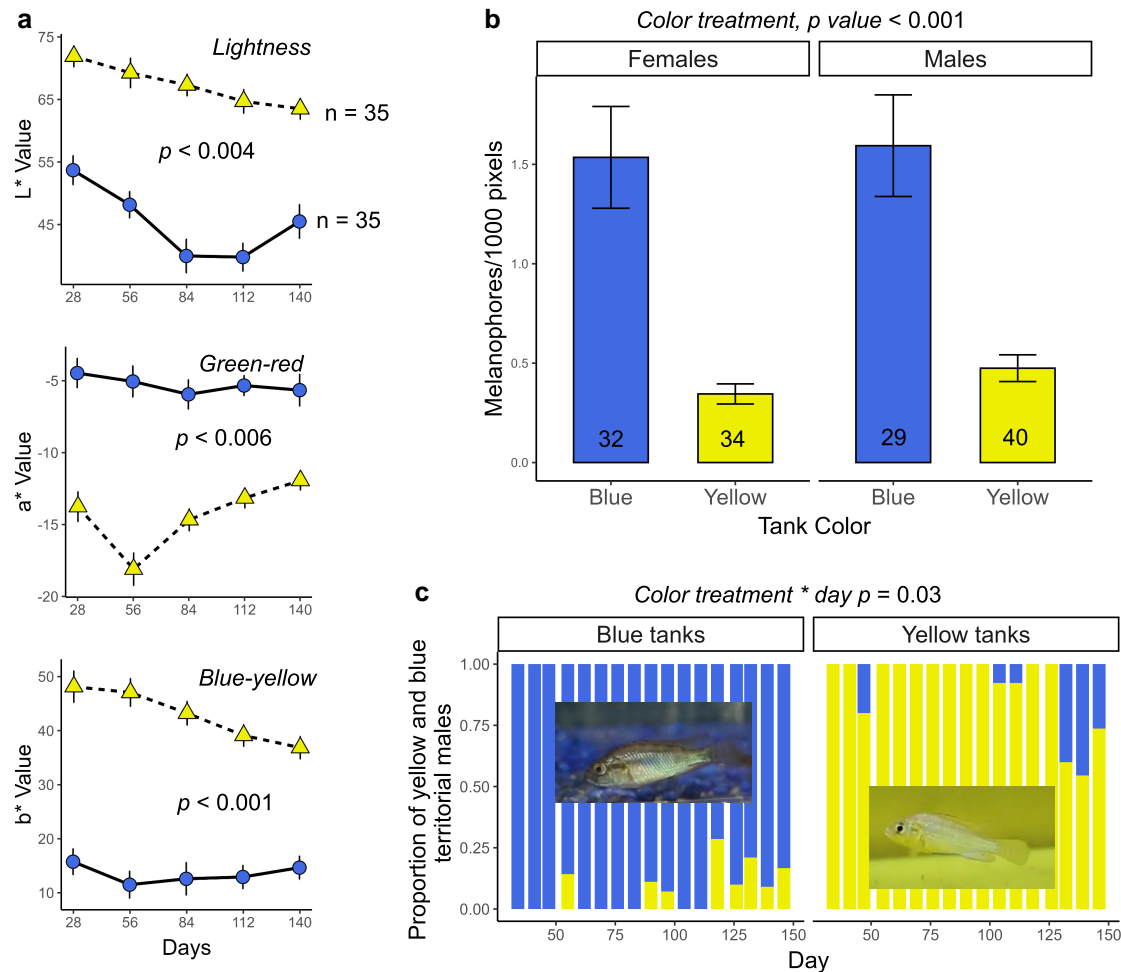 a
Lightness
75
65
55
45
L* Value
n = 35
p < 0.004
n = 35
28 56 84 112 140
Green-red
-5
-10
-15
-20
a* Value
p < 0.006
28 56 84 112 140
Blue-yellow
50
40
30
20
10
b* Value
p < 0.001
28 56 84 112 140
Days
b
Color treatment, p value < 0.001
Females Males
1.5
1.0
0.5
0.0
Melanophores/1000 pixels
32 34 29 40
Blue Yellow Blue Yellow
Tank Color
c
Color treatment * day p = 0.03
Blue tanks Yellow tanks
1.00
0.75
0.50
0.25
0.00
Proportion of yellow and blue
territorial males
50 75 100 125 150 50 75 100 125 150
Day